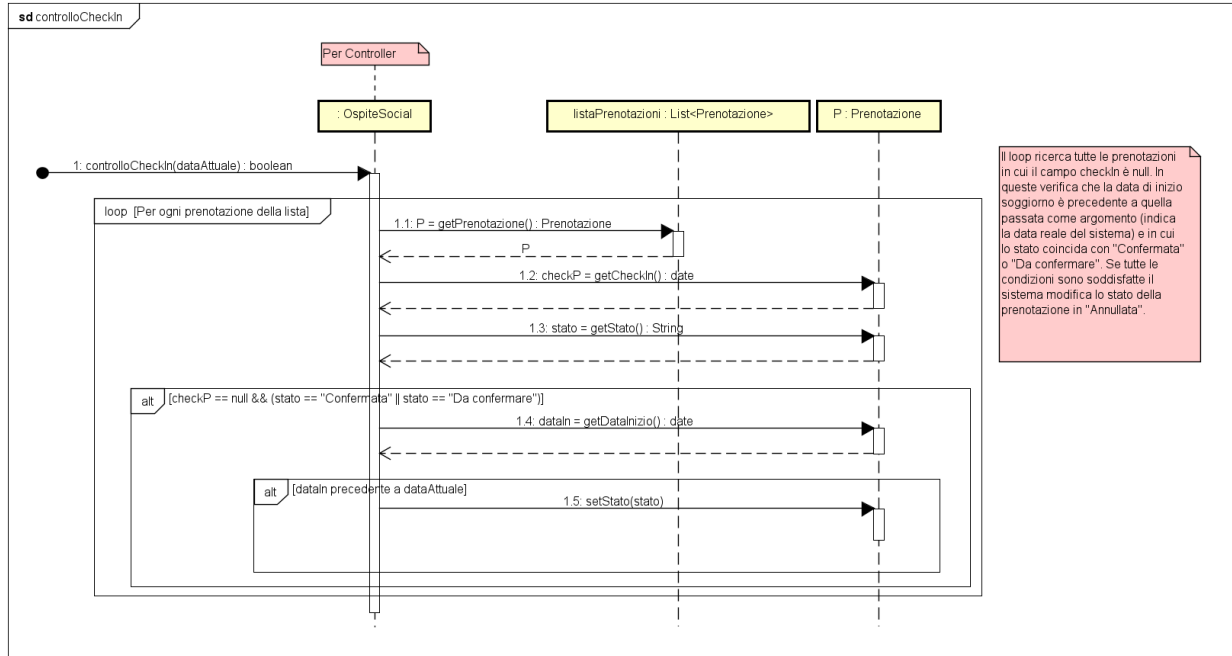 sd controlloCheckIn
Per Controller
: OspiteSocial
listaPrenotazioni : List<Prenotazione>
P : Prenotazione
1: controlloCheckIn(dataAttuale) : boolean
Il loop ricerca tutte le prenotazioni
in cui il campo checkIn è null. In
queste verifica che la data di inizio
soggiorno è precedente a quella
passata come argomento (indica
la data reale del sistema) e in cui
lo stato coincida con "Confermata"
o "Da confermare". Se tutte le
condizioni sono soddisfatte il
sistema modifica lo stato della
prenotazione in "Annullata".
loop [Per ogni prenotazione della lista]
1.1: P = getPrenotazione() : Prenotazione
P
1.2: checkP = getCheckIn() : date
1.3: stato = getStato() : String
alt [checkP == null && (stato == "Confermata" || stato == "Da confermare")]
1.4: dataIn = getDataInizio() : date
alt [dataIn precedente a dataAttuale]
1.5: setStato(stato)